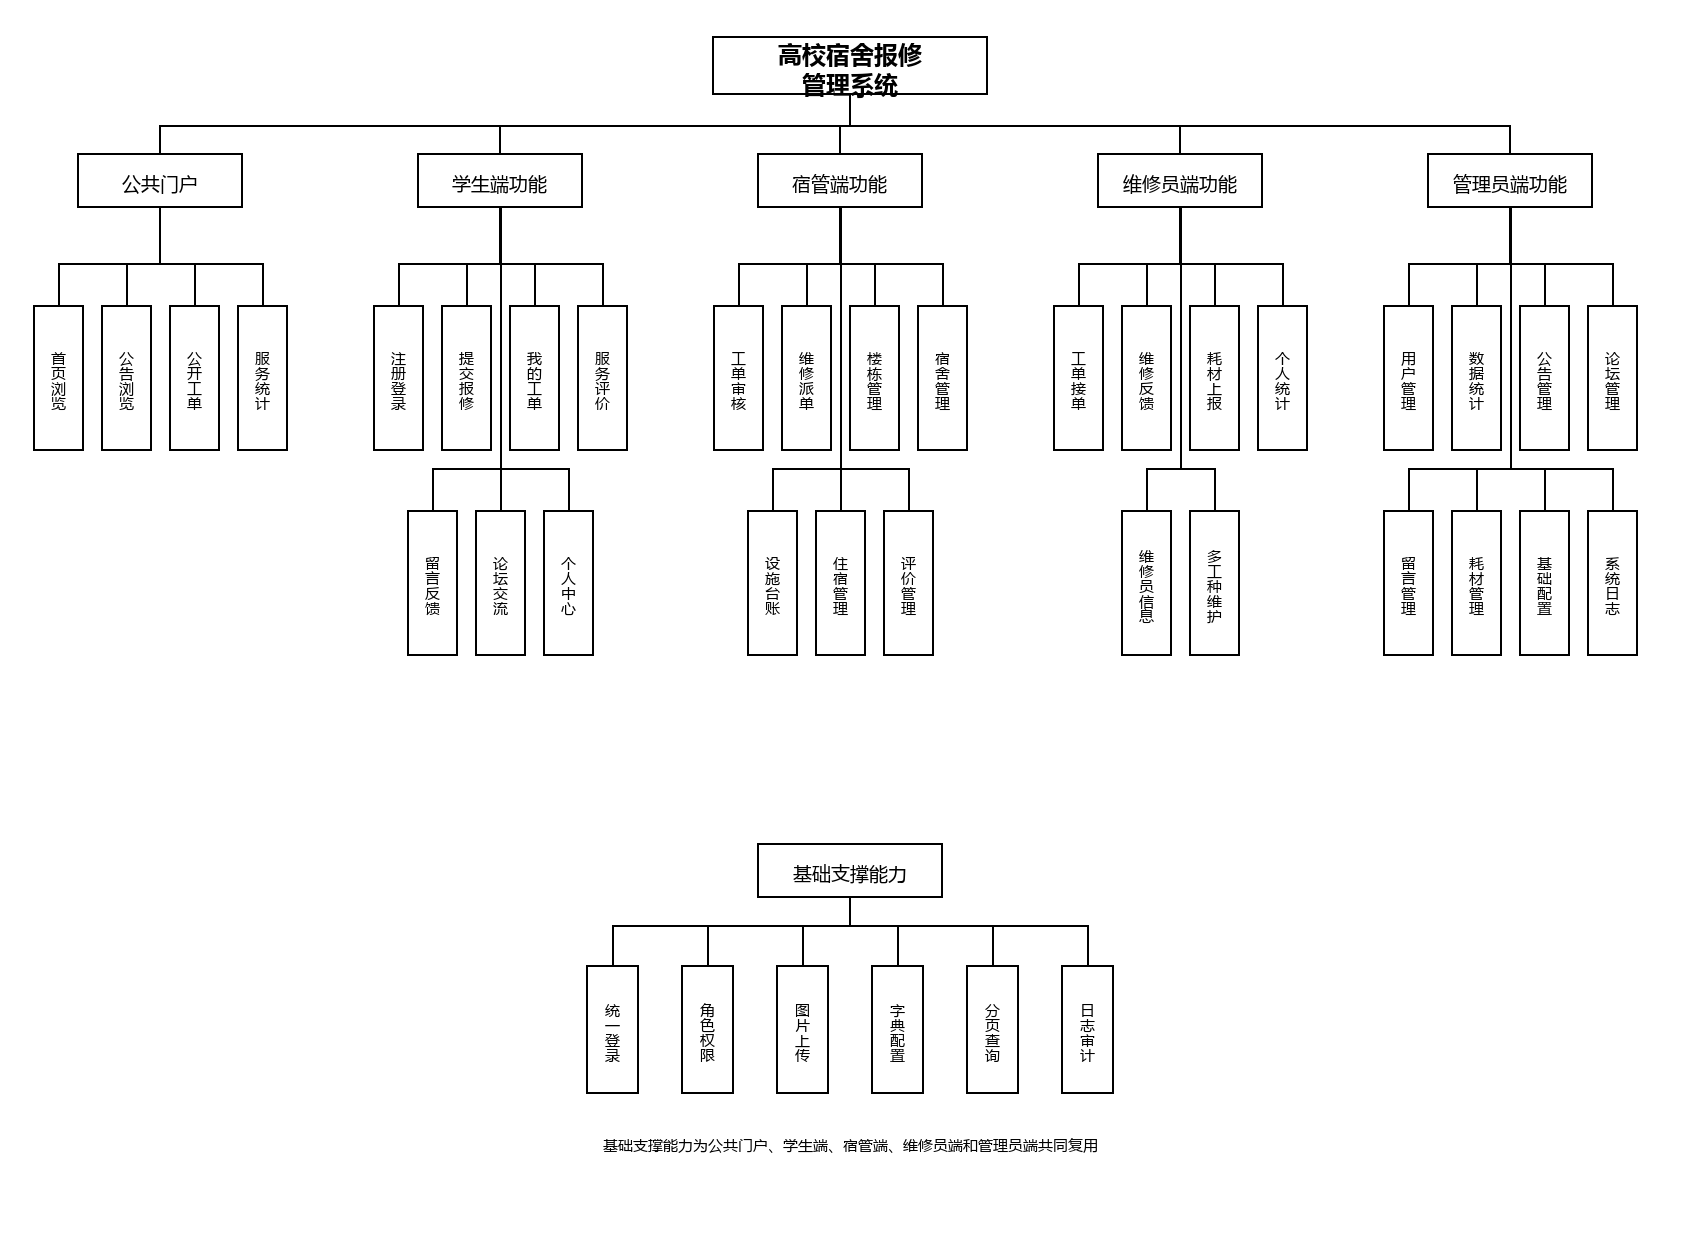 高校宿舍报修
管理系统
公共门户
学生端功能
宿管端功能
维修员端功能
管理员端功能
首页浏览
公告浏览
公开工单
服务统计
注册登录
提交报修
我的工单
服务评价
工单审核
维修派单
楼栋管理
宿舍管理
工单接单
维修反馈
耗材上报
个人统计
用户管理
数据统计
公告管理
论坛管理
留言反馈
论坛交流
个人中心
设施台账
住宿管理
评价管理
维修员信息
多工种维护
留言管理
耗材管理
基础配置
系统日志
基础支撑能力
统一登录
角色权限
图片上传
字典配置
分页查询
日志审计
基础支撑能力为公共门户、学生端、宿管端、维修员端和管理员端共同复用